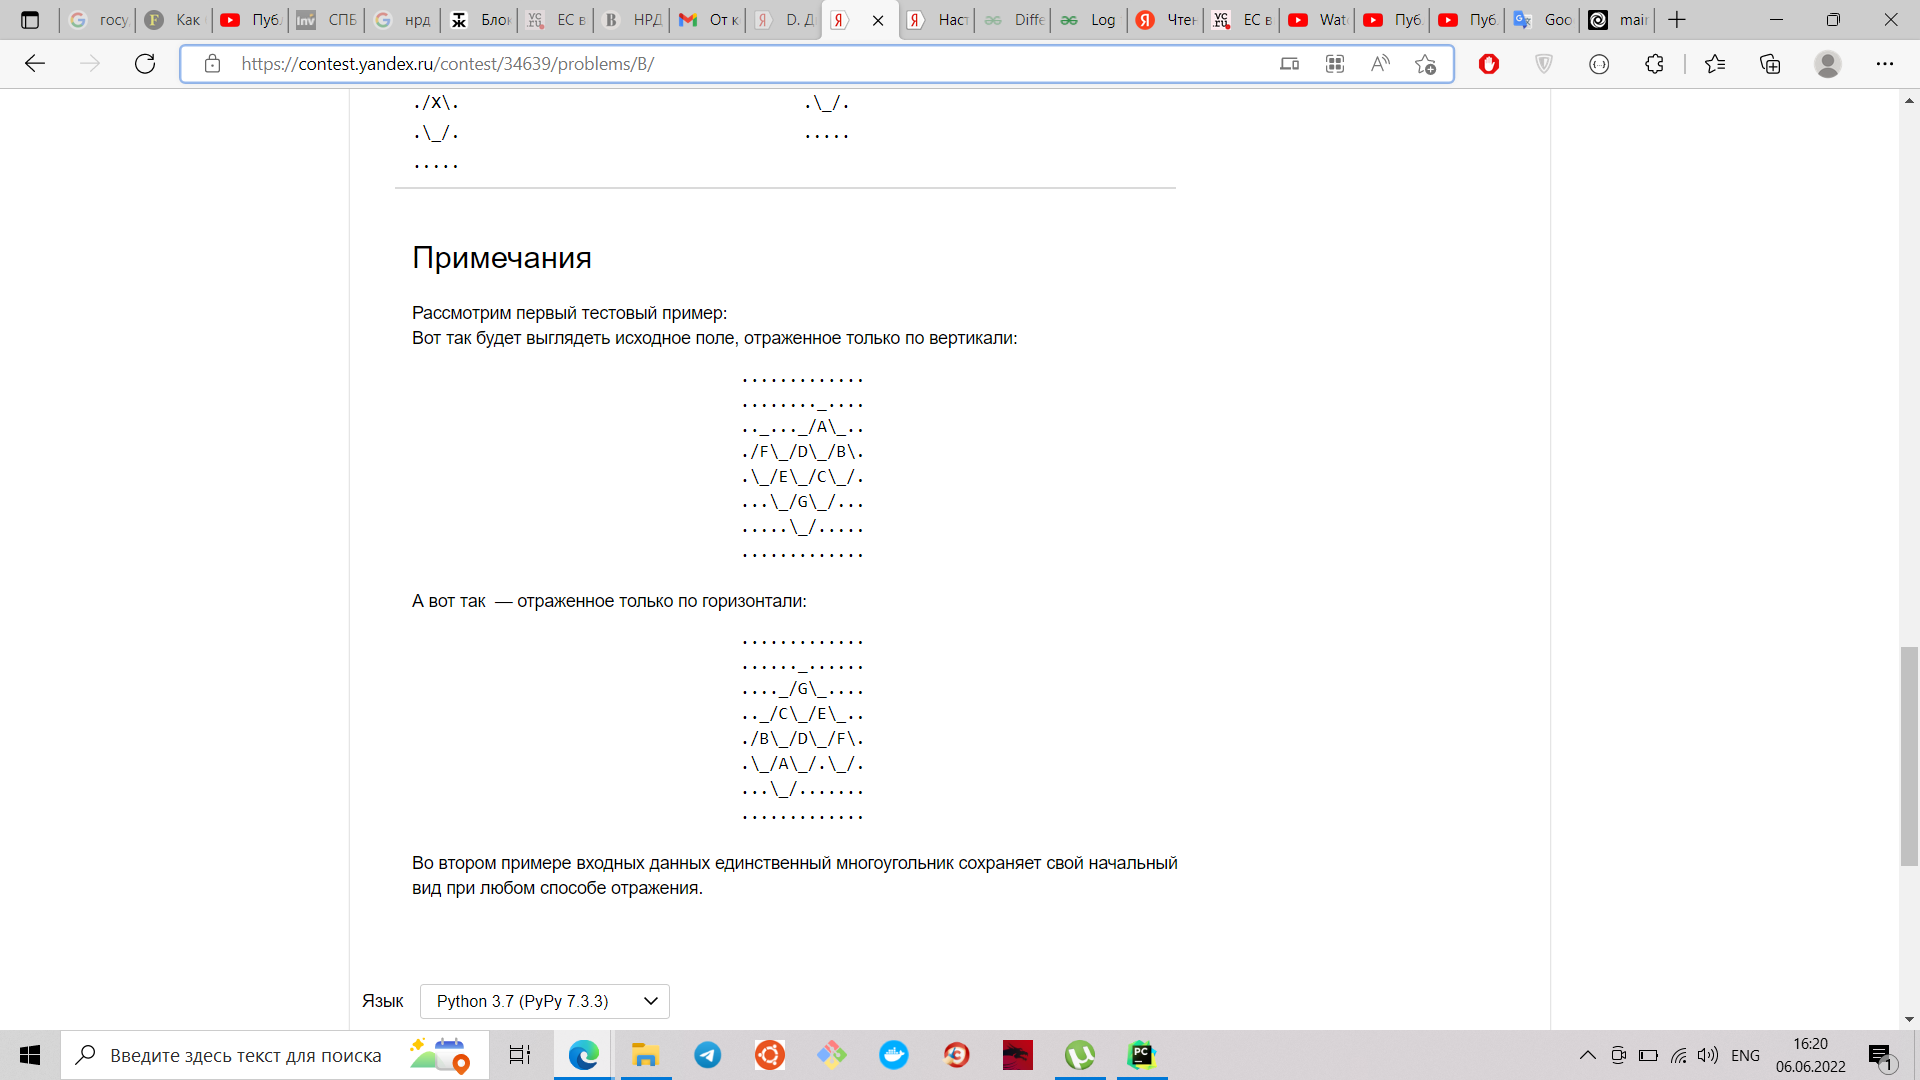 госу
Как
Пуб
СПБ
нрд
Бло
ЕС в
НРД
От к
D. Д
Наст
Diffe
Log
Чтен
ЕС в
Wat
Пуб
Пуб
Goo
mair
https://contest.yandex.ru/contest/34639/problems/B/
./X\.
.\_/.
.....
.\_/.
.....
Примечания
Рассмотрим первый тестовый пример:
Вот так будет выглядеть исходное поле, отраженное только по вертикали:
.............
........_....
.._..._/A\_..
./F\_/D\_/B\.
.\_/E\_/C\_/.
...\_/G\_/...
.....\_/.....
.............
А вот так — отраженное только по горизонтали:
.............
......_......
...._/G\_....
.._/C\_/E\_..
./B\_/D\_/F\.
.\_/A\_/.\_/.
...\_/.......
.............
Во втором примере входных данных единственный многоугольник сохраняет свой начальный
вид при любом способе отражения.
Язык
Python 3.7 (PyPy 7.3.3)
Введите здесь текст для поиска
ENG
16:20
06.06.2022
1